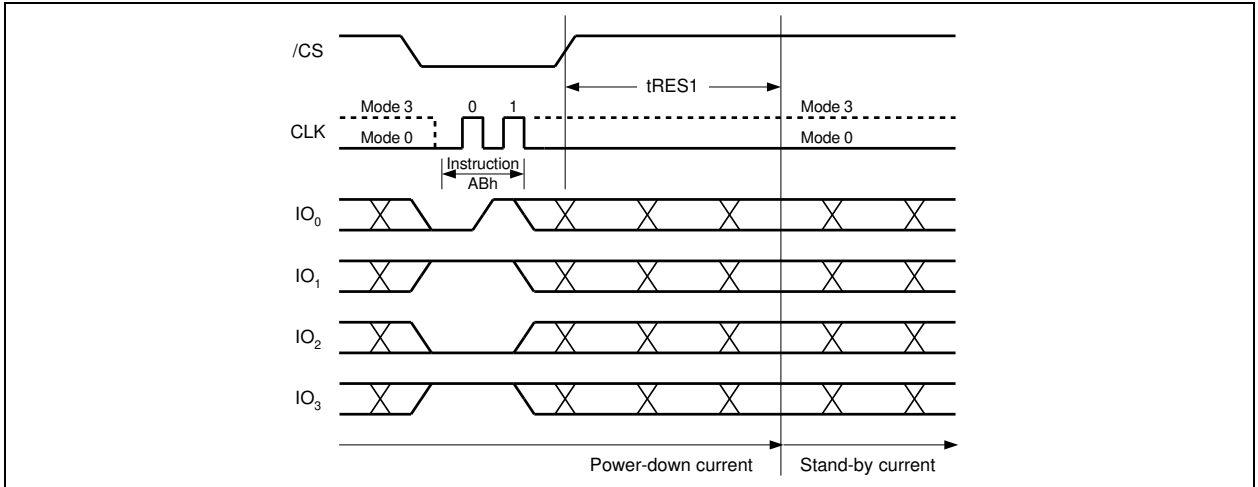 /CS
tRES1
Mode 3 0 1 Mode 3
CLK
Mode 0 Mode 0
Instruction
ABh
IO0
IO1
IO2
IO3
Power-down current Stand-by current